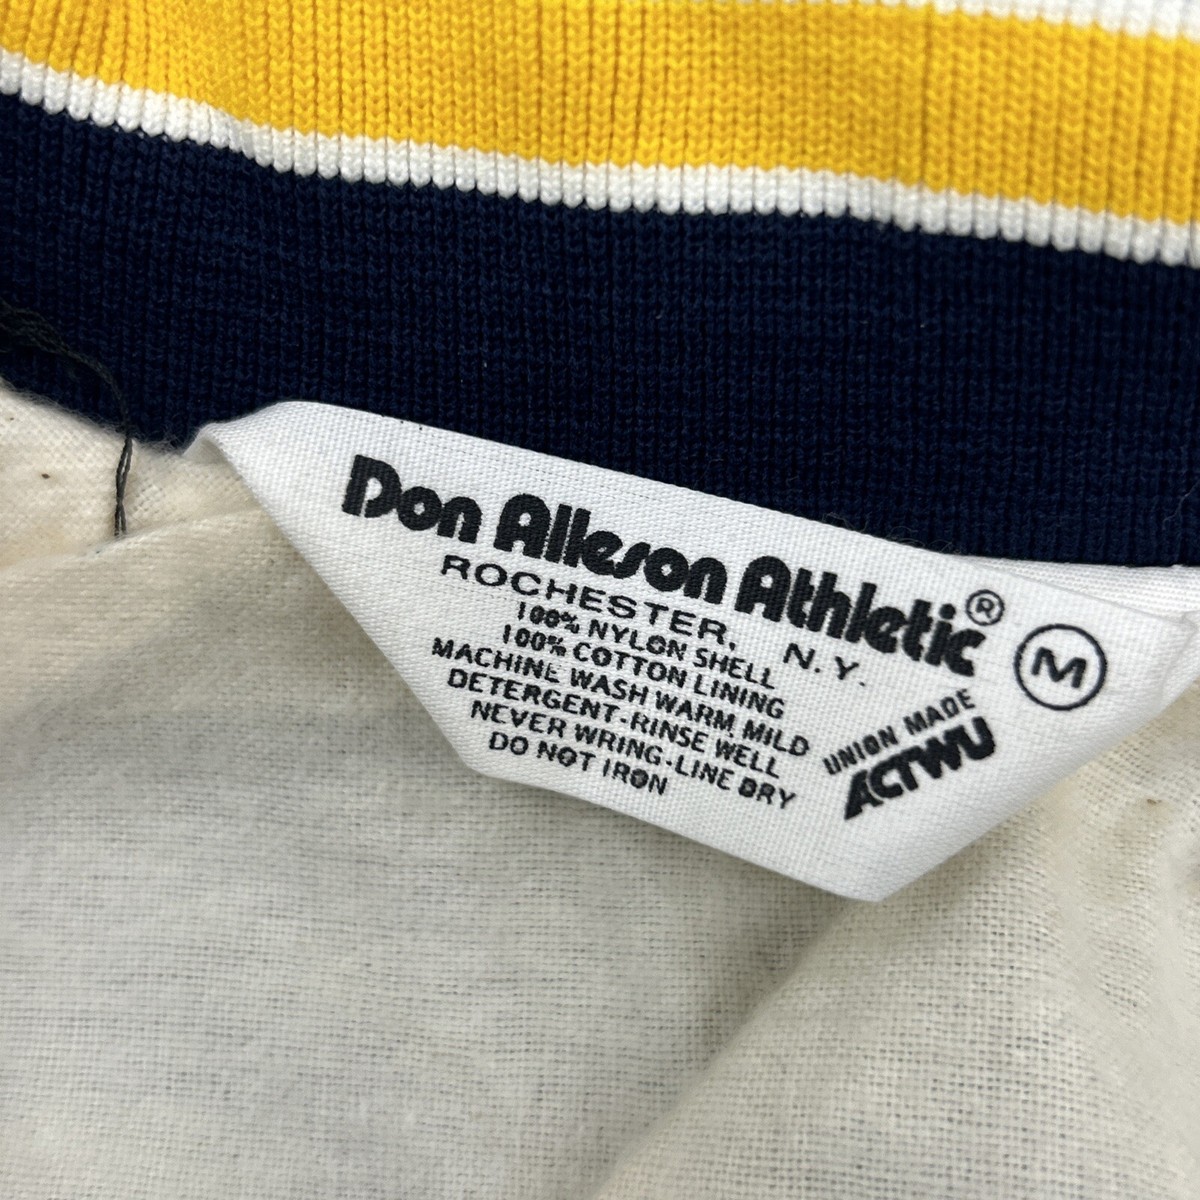 Don Alleson Athletic®
ROCHESTER, N.Y.
M
100% NYLON SHELL
100% COTTON LINING
MACHINE WASH WARM, MILD
DETERGENT-RINSE WELL
NEVER WRING-LINE DRY
DO NOT IRON
UNION MADE
ACTWU